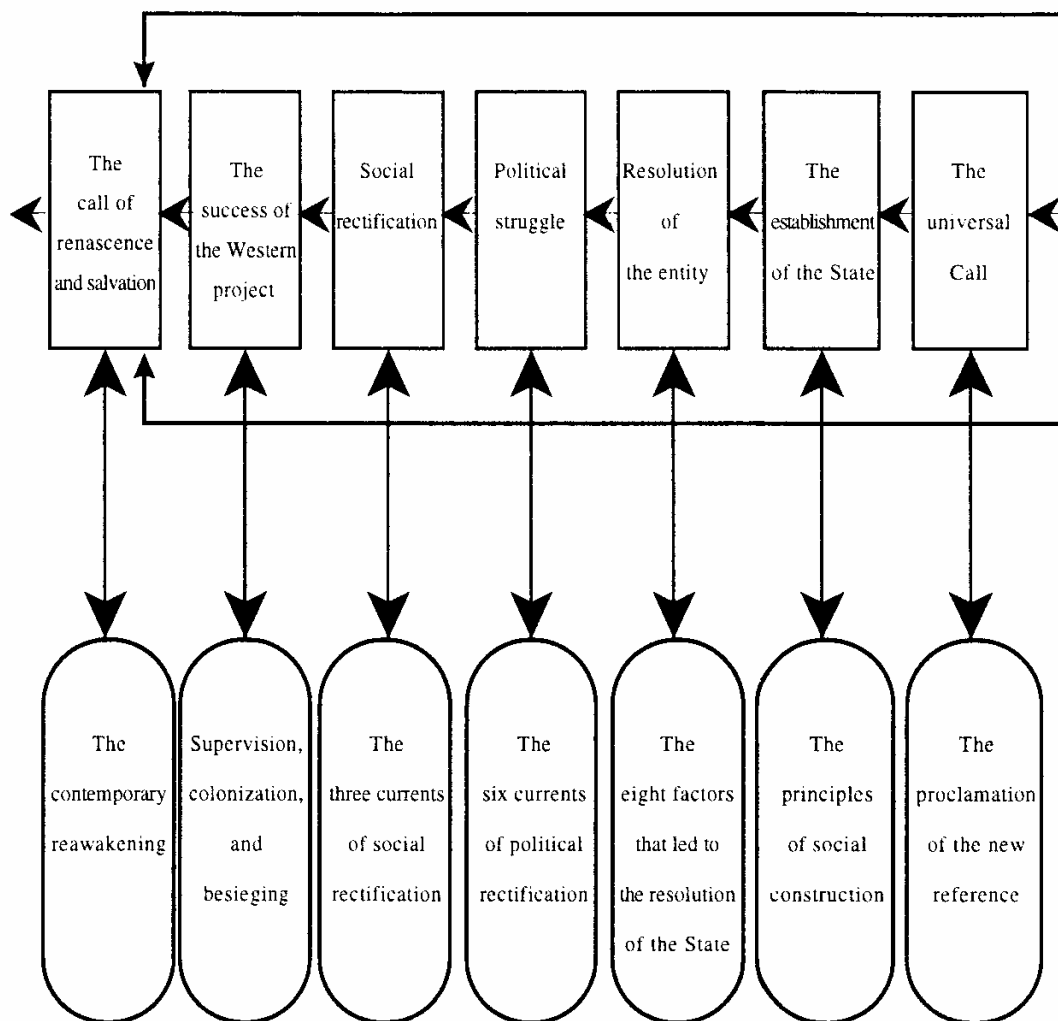 The
call of
renascence
and salvation
The
success of
the Western
project
Social
rectification
Political
struggle
Resolution
of
the entity
The
establishment
of the State
The
universal
Call
The
contemporary
reawakening
Supervision,
colonization,
and
besieging
The
three currents
of social
rectification
The
six currents
of political
rectification
The
eight factors
that led to
the resolution
of the State
The
principles
of social
construction
The
proclamation
of the new
reference